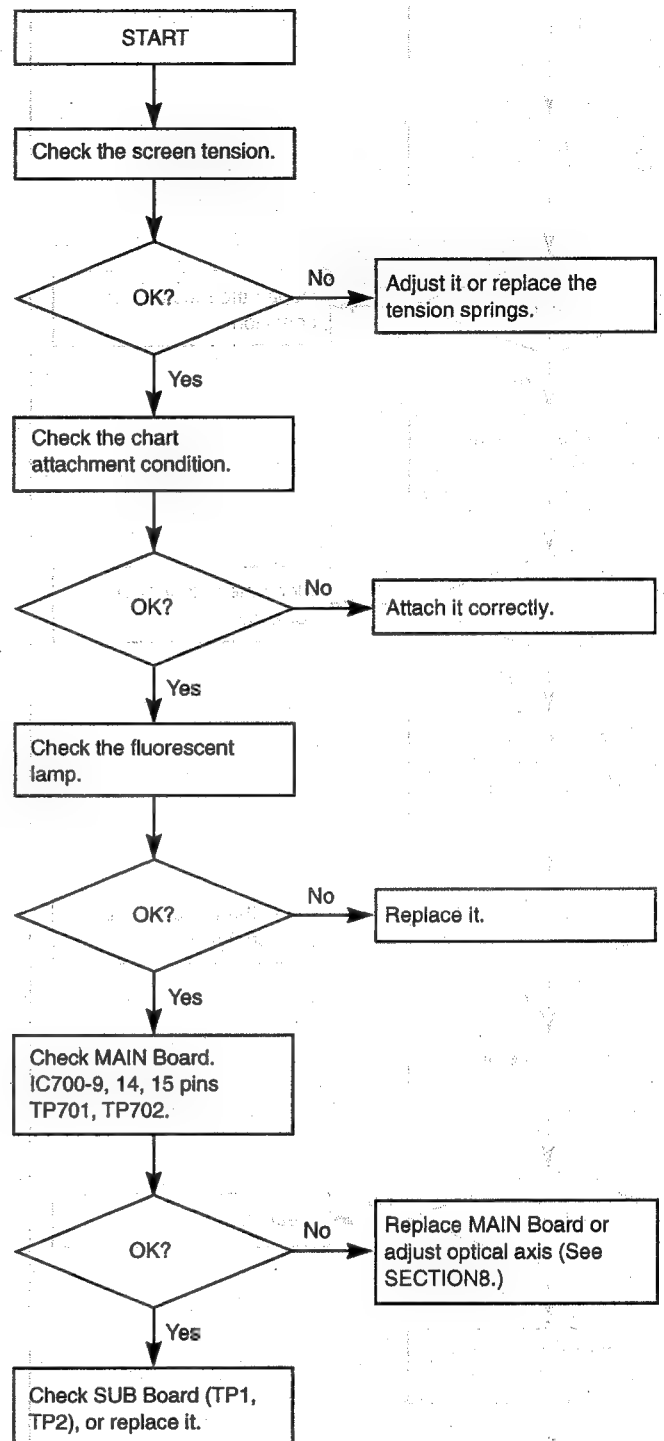 START
Check the screen tension.
OK?
No
Adjust it or replace the
tension springs.
Yes
Check the chart
attachment condition.
OK?
No
Attach it correctly.
Yes
Check the fluorescent
lamp.
OK?
No
Replace it.
Yes
Check MAIN Board.
IC700-9, 14, 15 pins
TP701, TP702.
OK?
No
Replace MAIN Board or
adjust optical axis (See
SECTION8.)
Yes
Check SUB Board (TP1,
TP2), or replace it.